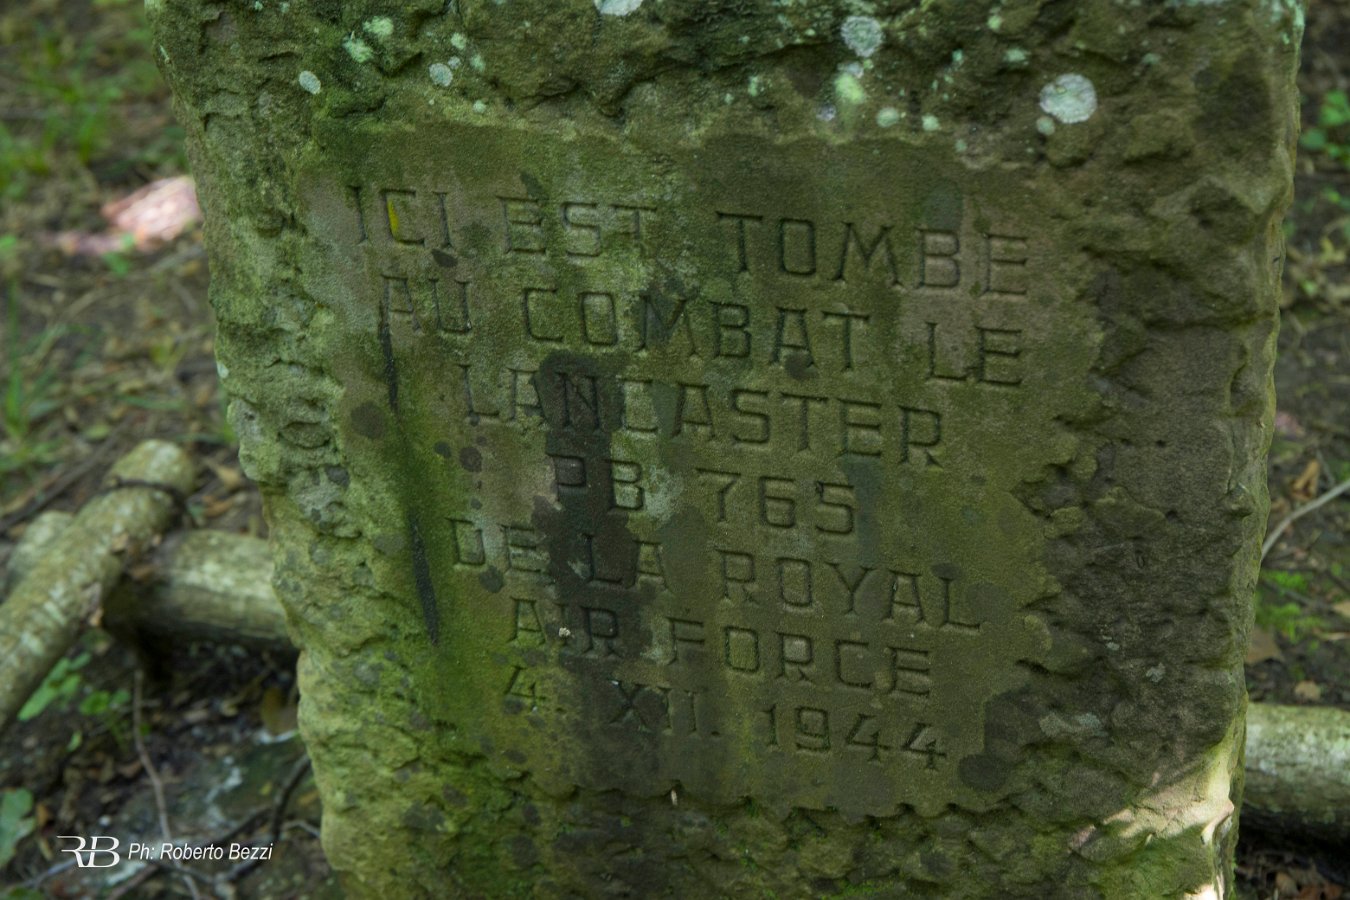 ICI EST TOMBE
AU COMBAT LE
LANCASTER
PB 765
DE LA ROYAL
AIR FORCE
4. XII. 1944
RB Ph: Roberto Bezzi